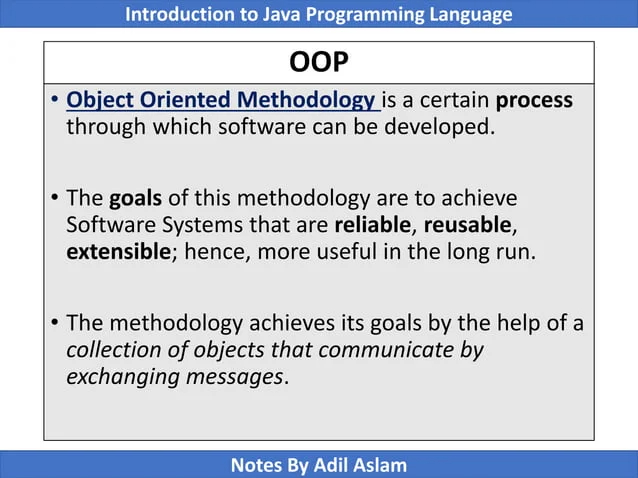 Introduction to Java Programming Language
OOP
• Object Oriented Methodology is a certain process
through which software can be developed.
• The goals of this methodology are to achieve
Software Systems that are reliable, reusable,
extensible; hence, more useful in the long run.
• The methodology achieves its goals by the help of a
collection of objects that communicate by
exchanging messages.
Notes By Adil Aslam